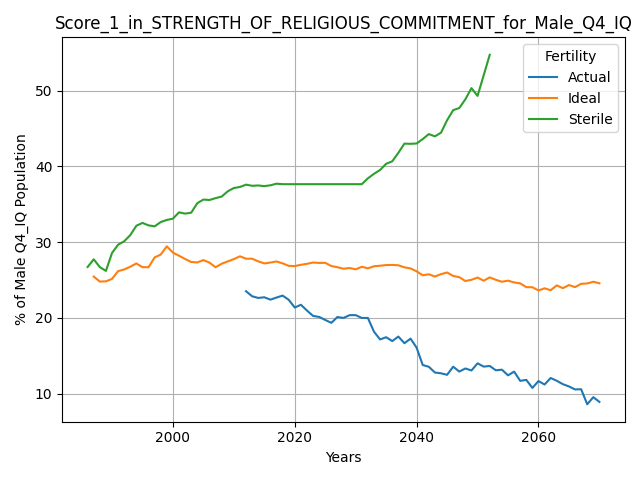 Score_1_in_STRENGTH_OF_RELIGIOUS_COMMITMENT_for_Male_Q4_IQ
% of Male Q4_IQ Population
50
40
30
20
10
Fertility
Actual
Ideal
Sterile
2000
2020
2040
2060
Years